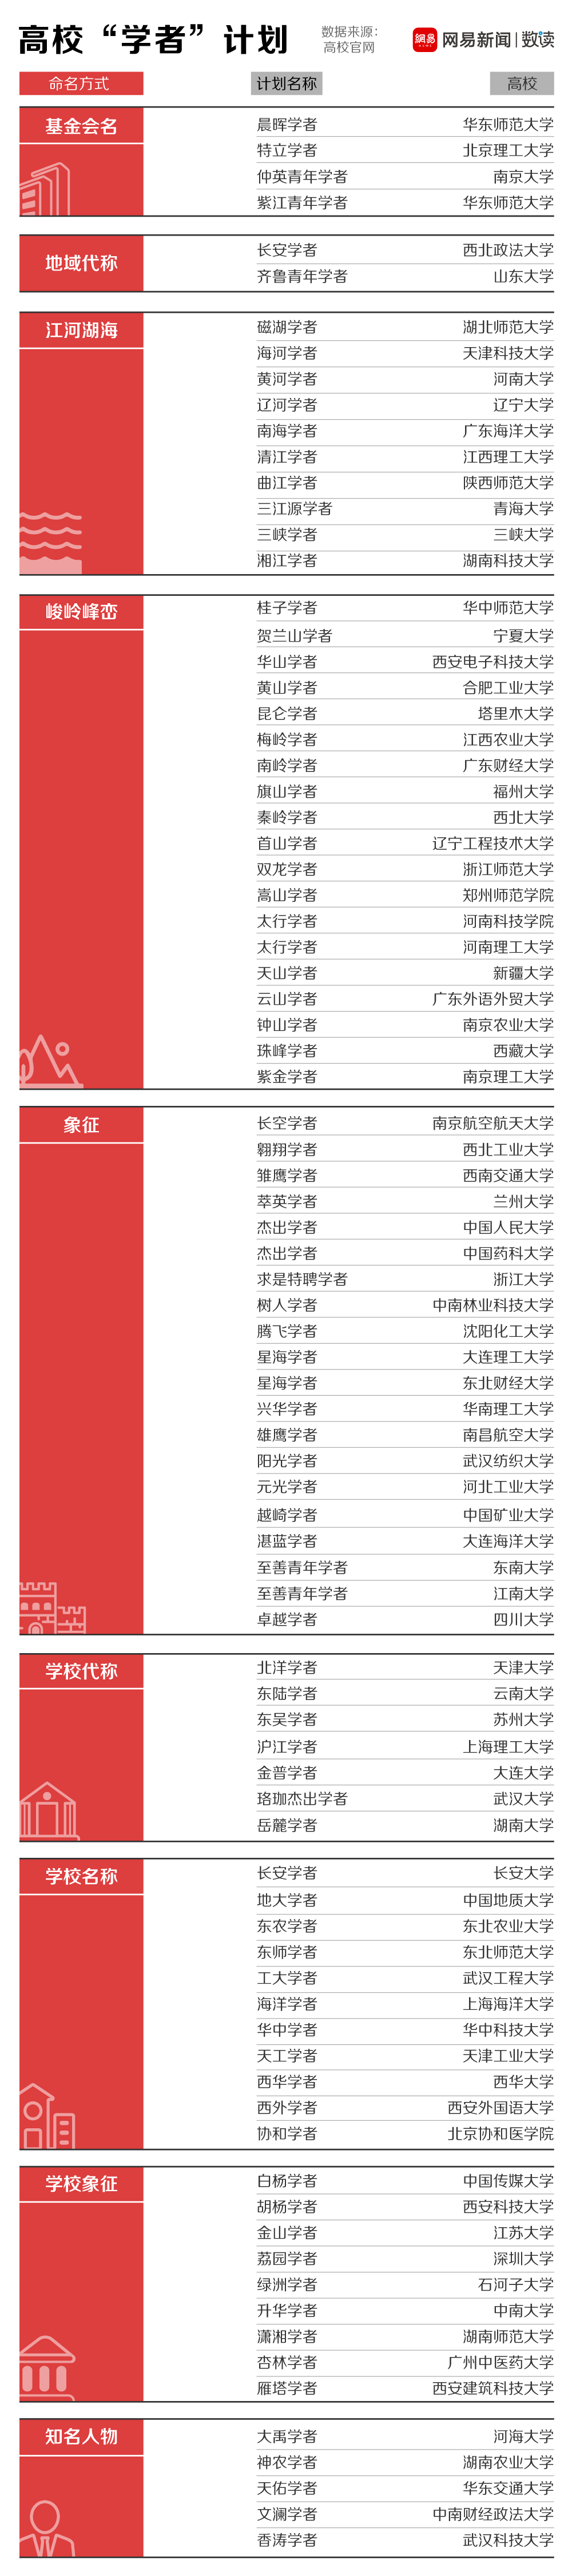 高校“学者”计划
数据来源：
高校官网
網易 网易新闻 | 数读
命名方式 计划名称 高校
基金会名
晨晖学者 华东师范大学
特立学者 北京理工大学
仲英青年学者 南京大学
紫江青年学者 华东师范大学
地域代称
长安学者 西北政法大学
齐鲁青年学者 山东大学
江河湖海
磁湖学者 湖北师范大学
海河学者 天津科技大学
黄河学者 河南大学
辽河学者 辽宁大学
南海学者 广东海洋大学
清江学者 江西理工大学
曲江学者 陕西师范大学
三江源学者 青海大学
三峡学者 三峡大学
湘江学者 湖南科技大学
峻岭峰峦
桂子学者 华中师范大学
贺兰山学者 宁夏大学
华山学者 西安电子科技大学
黄山学者 合肥工业大学
昆仑学者 塔里木大学
梅岭学者 江西农业大学
南岭学者 广东财经大学
旗山学者 福州大学
秦岭学者 西北大学
首山学者 辽宁工程技术大学
双龙学者 浙江师范大学
嵩山学者 郑州师范学院
太行学者 河南科技学院
太行学者 河南理工大学
天山学者 新疆大学
云山学者 广东外语外贸大学
钟山学者 南京农业大学
珠峰学者 西藏大学
紫金学者 南京理工大学
象征
长空学者 南京航空航天大学
翱翔学者 西北工业大学
雏鹰学者 西南交通大学
萃英学者 兰州大学
杰出学者 中国人民大学
杰出学者 中国药科大学
求是特聘学者 浙江大学
树人学者 中南林业科技大学
腾飞学者 沈阳化工大学
星海学者 大连理工大学
星海学者 东北财经大学
兴华学者 华南理工大学
雄鹰学者 南昌航空大学
阳光学者 武汉纺织大学
元光学者 河北工业大学
越崎学者 中国矿业大学
湛蓝学者 大连海洋大学
至善青年学者 东南大学
至善青年学者 江南大学
卓越学者 四川大学
学校代称
北洋学者 天津大学
东陆学者 云南大学
东吴学者 苏州大学
沪江学者 上海理工大学
金普学者 大连大学
珞珈杰出学者 武汉大学
岳麓学者 湖南大学
学校名称
长安学者 长安大学
地大学者 中国地质大学
东农学者 东北农业大学
东师学者 东北师范大学
工大学者 武汉工程大学
海洋学者 上海海洋大学
华中学者 华中科技大学
天工学者 天津工业大学
西华学者 西华大学
西外学者 西安外国语大学
协和学者 北京协和医学院
学校象征
白杨学者 中国传媒大学
胡杨学者 西安科技大学
金山学者 江苏大学
荔园学者 深圳大学
绿洲学者 石河子大学
升华学者 中南大学
潇湘学者 湖南师范大学
杏林学者 广州中医药大学
雁塔学者 西安建筑科技大学
知名人物
大禹学者 河海大学
神农学者 湖南农业大学
天佑学者 华东交通大学
文澜学者 中南财经政法大学
香涛学者 武汉科技大学